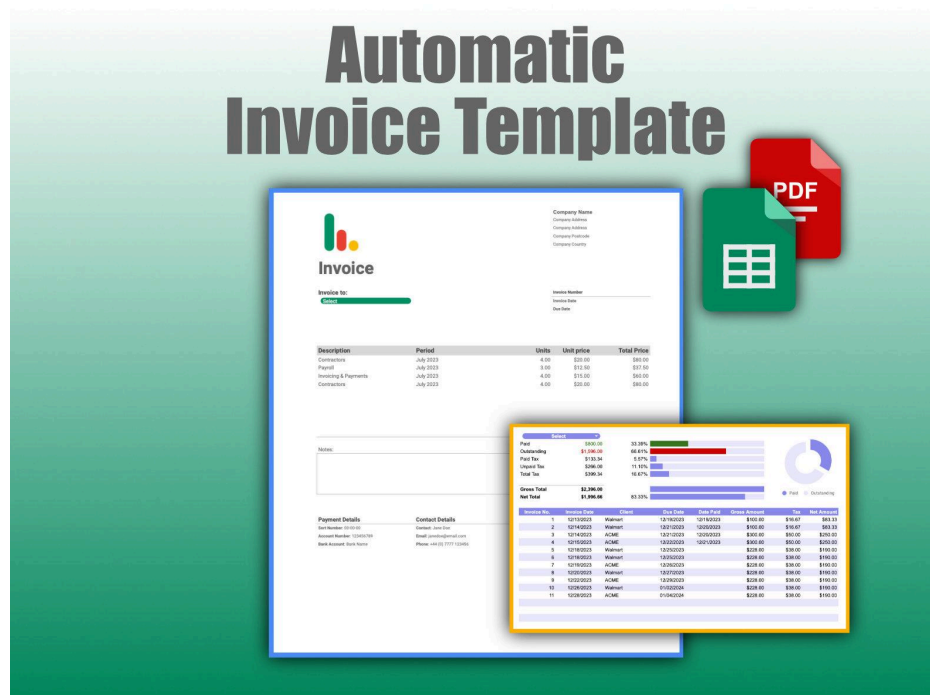 Automatic
Invoice Template
PDF
Company Name
Company Address
Company Address
Company Postcode
Company Country
Invoice
Invoice to:
Select
Invoice Number
Invoice Date
Due Date
Description Period Units Unit price Total Price
Contractors July 2023 4.00 $20.00 $80.00
Payroll July 2023 3.00 $12.50 $37.50
Invoicing & Payments July 2023 4.00 $15.00 $60.00
Contractors July 2023 4.00 $20.00 $80.00
Notes:
Payment Details Contact Details
Sort Number: 00-00-00 Contact: Jane Doe
Account Number: 123456789 Email: janedoe@email.com
Bank Account: Bank Name Phone: +44 (0) 7777 123456
Select
Paid $800.00 33.39%
Outstanding $1,596.00 66.61%
Paid Tax $133.34 5.57%
Unpaid Tax $266.00 11.10%
Total Tax $399.34 16.67%
Gross Total $2,396.00
Net Total $1,996.66 83.33%
Paid Outstanding
Invoice No. Invoice Date Client Due Date Date Paid Gross Amount Tax Net Amount
1 12/13/2023 Walmart 12/19/2023 12/18/2023 $100.00 $16.67 $83.33
2 12/14/2023 Walmart 12/21/2023 12/20/2023 $100.00 $16.67 $83.33
3 12/14/2023 ACME 12/21/2023 12/20/2023 $300.00 $50.00 $250.00
4 12/15/2023 ACME 12/22/2023 12/21/2023 $300.00 $50.00 $250.00
5 12/18/2023 Walmart 12/25/2023 $228.00 $38.00 $190.00
6 12/18/2023 Walmart 12/25/2023 $228.00 $38.00 $190.00
7 12/19/2023 ACME 12/26/2023 $228.00 $38.00 $190.00
8 12/20/2023 Walmart 12/27/2023 $228.00 $38.00 $190.00
9 12/22/2023 ACME 12/29/2023 $228.00 $38.00 $190.00
10 12/26/2023 Walmart 01/02/2024 $228.00 $38.00 $190.00
11 12/28/2023 ACME 01/04/2024 $228.00 $38.00 $190.00